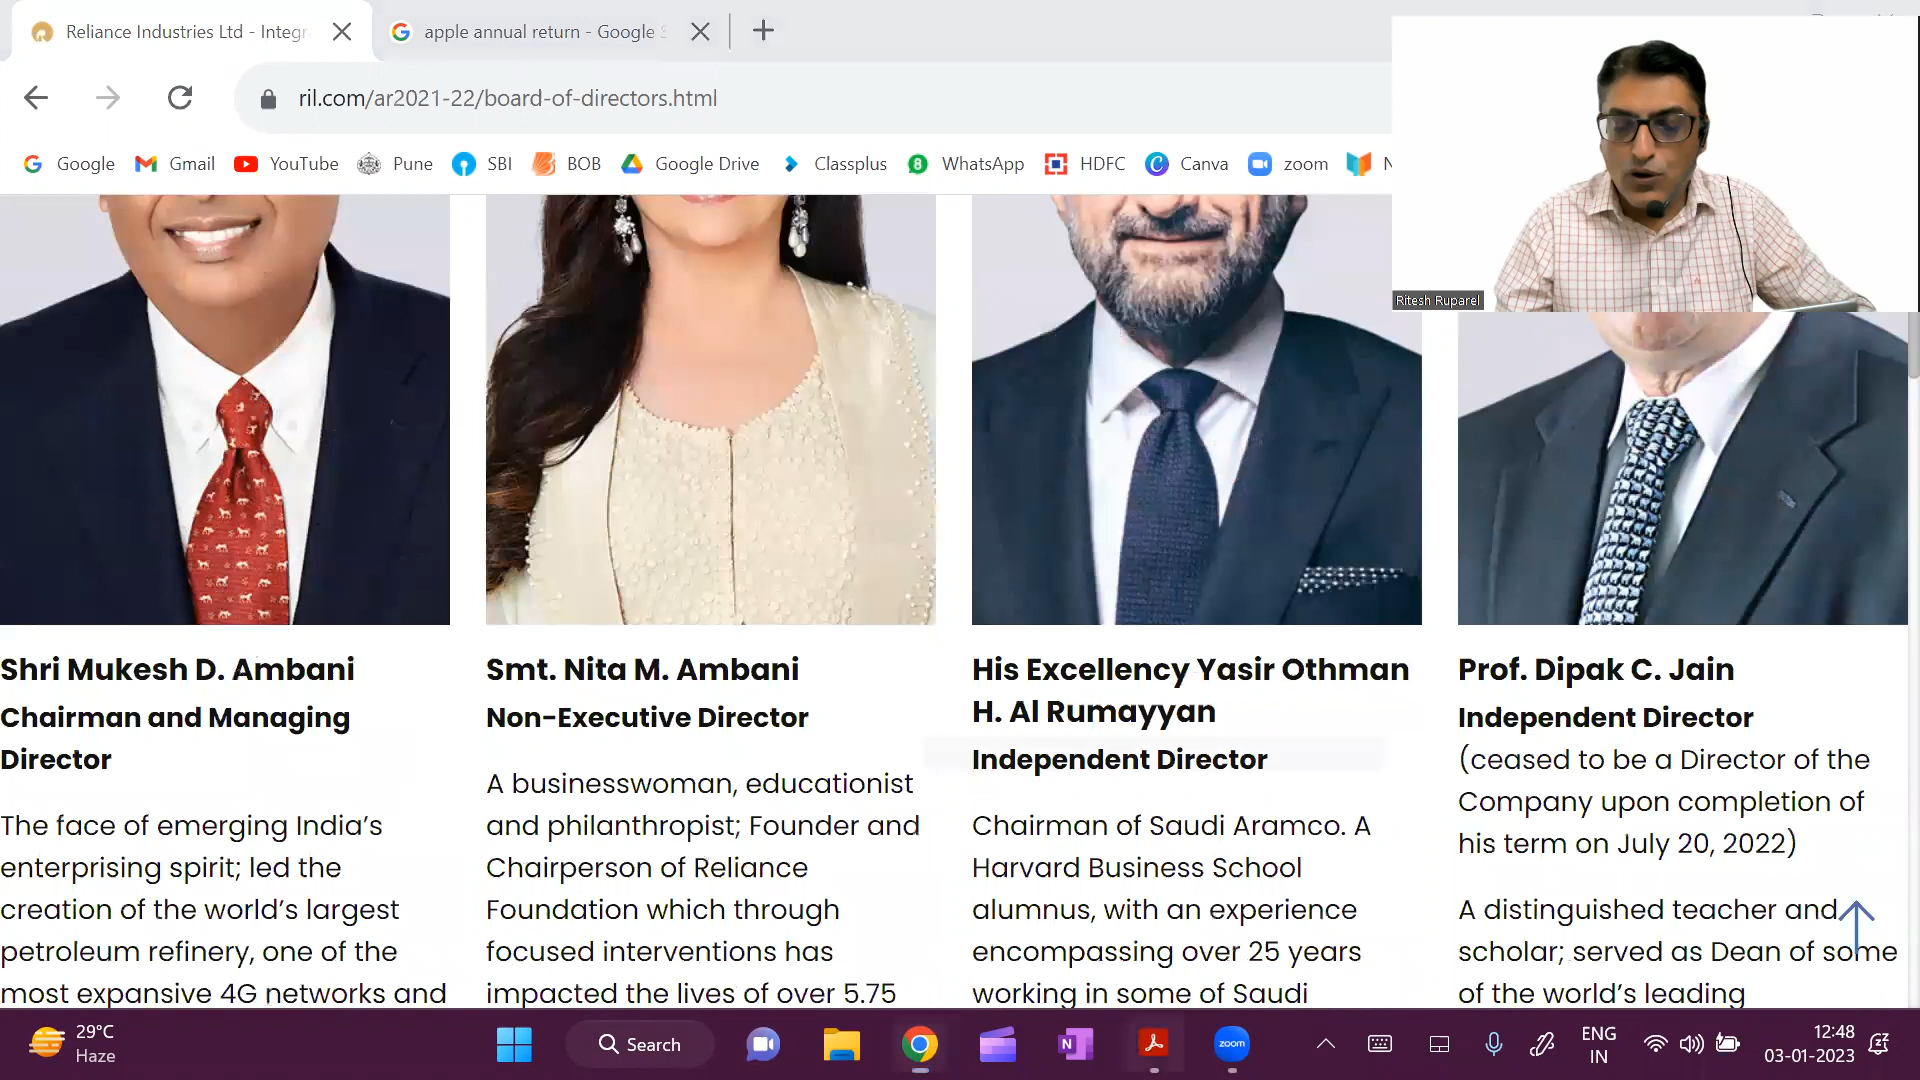 Reliance Industries Ltd - Integr
apple annual return - Google S
ril.com/ar2021-22/board-of-directors.html
Google
Gmail
YouTube
Pune
SBI
BOB
Google Drive
Classplus
8
WhatsApp
HDFC
Canva
zoom
N
Ritesh Ruparel
Shri Mukesh D. Ambani
Chairman and Managing
Director
The face of emerging India’s
enterprising spirit; led the
creation of the world’s largest
petroleum refinery, one of the
most expansive 4G networks and
Smt. Nita M. Ambani
Non-Executive Director
A businesswoman, educationist
and philanthropist; Founder and
Chairperson of Reliance
Foundation which through
focused interventions has
impacted the lives of over 5.75
His Excellency Yasir Othman
H. Al Rumayyan
Independent Director
Chairman of Saudi Aramco. A
Harvard Business School
alumnus, with an experience
encompassing over 25 years
working in some of Saudi
Prof. Dipak C. Jain
Independent Director
(ceased to be a Director of the
Company upon completion of
his term on July 20, 2022)
A distinguished teacher and
scholar; served as Dean of some
of the world’s leading
29°C
Haze
Search
N
zoom
ENG
IN
12:48
03-01-2023